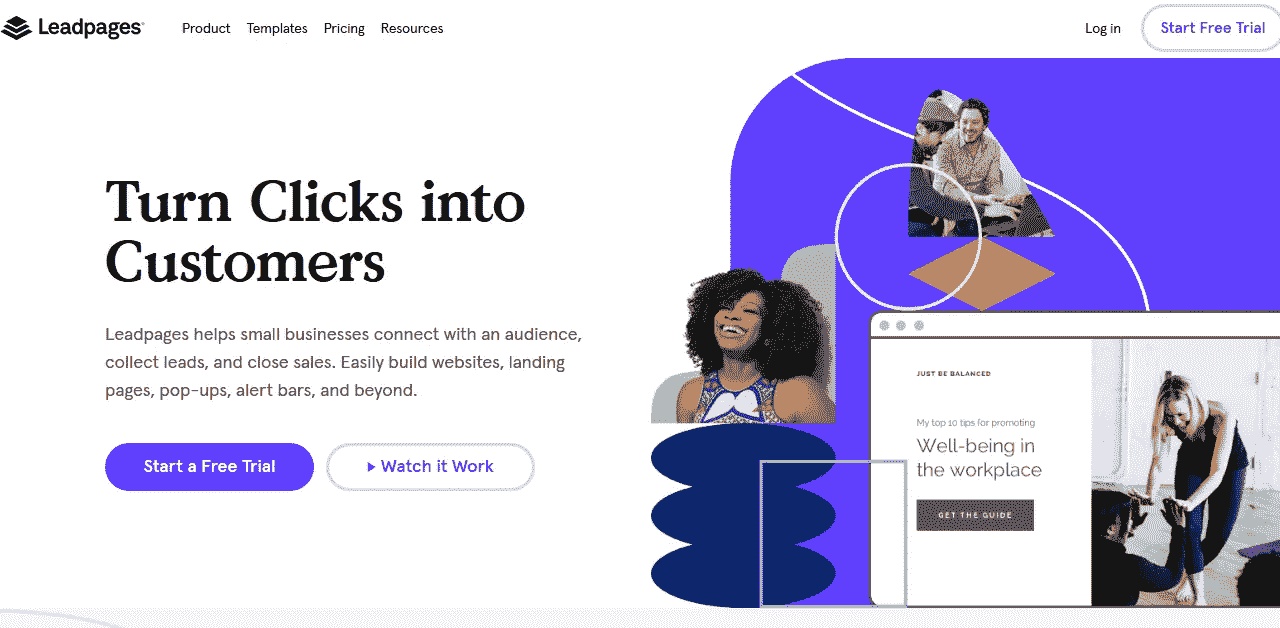 Leadpages
Product Templates Pricing Resources
Log in
Start Free Trial
Turn Clicks into
Customers
Leadpages helps small businesses connect with an audience,
collect leads, and close sales. Easily build websites, landing
pages, pop-ups, alert bars, and beyond.
Start a Free Trial
Watch it Work
JUST BE BALANCED
My top 10 tips for promoting
Well-being in
the workplace
GET THE GUIDE